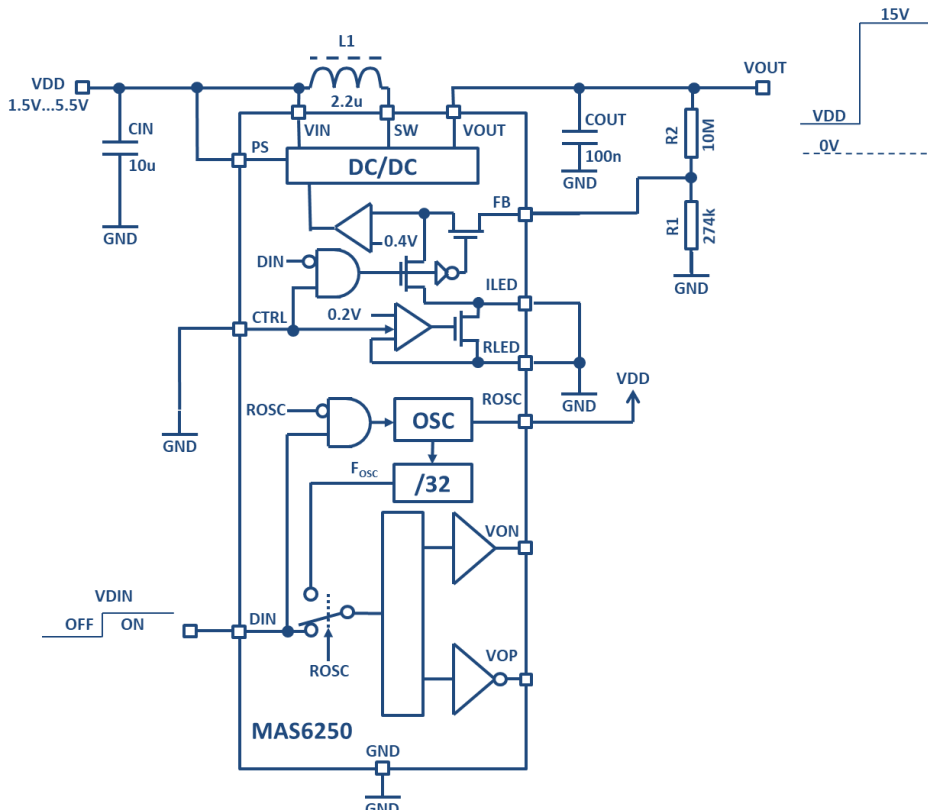 15V
L1
VDD
VOUT
1.5V...5.5V
2.2u
CIN
VIN
SW
VOUT
COUT
R2
10M
VDD
0V
10u
PS
DC/DC
100n
GND
FB
R1
274k
GND
0.4V
DIN
GND
ILED
0.2V
CTRL
RLED
VDD
GND
ROSC
GND
ROSC
OSC
FOSC
/32
VON
VDIN
OFF
ON
DIN
ROSC
VOP
MAS6250
GND
GND